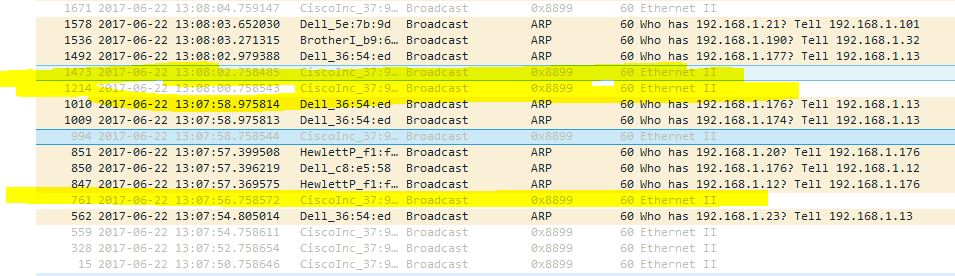 1671 2017-06-22 13:08:04.759147 CiscoInc_37:9… Broadcast 0x8899 60 Ethernet II
1578 2017-06-22 13:08:03.652030 Dell_5e:7b:9d Broadcast ARP 60 Who has 192.168.1.21? Tell 192.168.1.101
1536 2017-06-22 13:08:03.271315 BrotherI_b9:6… Broadcast ARP 60 Who has 192.168.1.190? Tell 192.168.1.32
1492 2017-06-22 13:08:02.979388 Dell_36:54:ed Broadcast ARP 60 Who has 192.168.1.177? Tell 192.168.1.13
1473 2017-06-22 13:08:02.758485 CiscoInc_37:9… Broadcast 0x8899 60 Ethernet II
1214 2017-06-22 13:08:00.758543 CiscoInc_37:9… Broadcast 0x8899 60 Ethernet II
1010 2017-06-22 13:07:58.975814 Dell_36:54:ed Broadcast ARP 60 Who has 192.168.1.176? Tell 192.168.1.13
1009 2017-06-22 13:07:58.975813 Dell_36:54:ed Broadcast ARP 60 Who has 192.168.1.174? Tell 192.168.1.13
994 2017-06-22 13:07:58.758544 CiscoInc_37:9… Broadcast 0x8899 60 Ethernet II
851 2017-06-22 13:07:57.399508 HewlettP_f1:f… Broadcast ARP 60 Who has 192.168.1.20? Tell 192.168.1.176
850 2017-06-22 13:07:57.396219 Dell_c8:e5:58 Broadcast ARP 60 Who has 192.168.1.176? Tell 192.168.1.12
847 2017-06-22 13:07:57.369575 HewlettP_f1:f… Broadcast ARP 60 Who has 192.168.1.12? Tell 192.168.1.176
761 2017-06-22 13:07:56.758572 CiscoInc_37:9… Broadcast 0x8899 60 Ethernet II
562 2017-06-22 13:07:54.805014 Dell_36:54:ed Broadcast ARP 60 Who has 192.168.1.23? Tell 192.168.1.13
559 2017-06-22 13:07:54.758611 CiscoInc_37:9… Broadcast 0x8899 60 Ethernet II
328 2017-06-22 13:07:52.758654 CiscoInc_37:9… Broadcast 0x8899 60 Ethernet II
15 2017-06-22 13:07:50.758646 CiscoInc_37:9… Broadcast 0x8899 60 Ethernet II